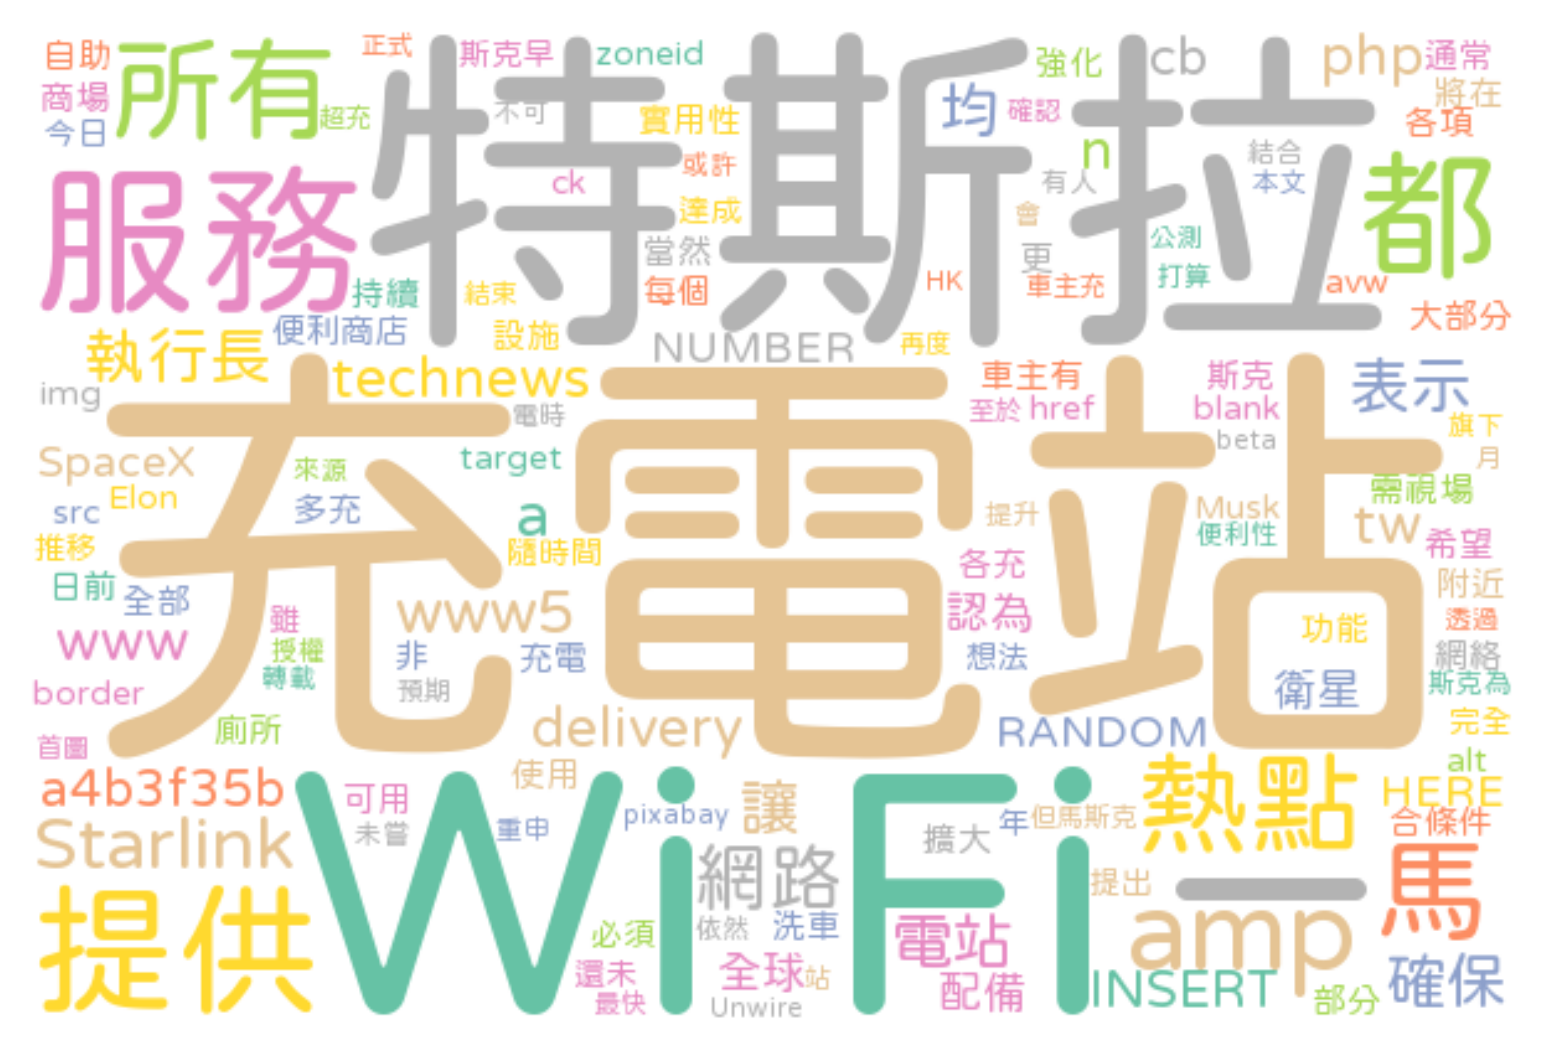 自助 所有 正式 斯克早 zoneid 特斯拉 強化 cb php 通常
商場 超充 不可 實用性 均 確認 將在
今日 各項
服務 ck 或許 n 結合 都
達成 有人 本文
當然 會 公測
持續 結束 每個 更 HK 車主充 打算 avw
便利商店 設施 NUMBER 再度 大部分
執行長 technews 充電站 車主有 斯克 表示
img 電時 至於 href blank 旗下
SpaceX 來源 target beta 月
Elon 需視場
src 多充 a 提升 Musk tw
推移 隨時間 便利性 希望
日前 全部 各充 附近
www 雖 www5 認為 功能 透過
授權 非 充電 想法 網絡
轉載 預期 衛星 斯克為
border
首圖 廁所 delivery RANDOM 完全
a4b3f35b WiFi 使用 熱點 alt
可用 HERE
Starlink 未嘗 重申 pixabay 讓 擴大 年 但馬斯克 合條件
提供 網路 提出 一 馬
必須 依然 洗車 電站 amp
還未 全球 站 配備 INSERT 確保
最快 Unwire 部分